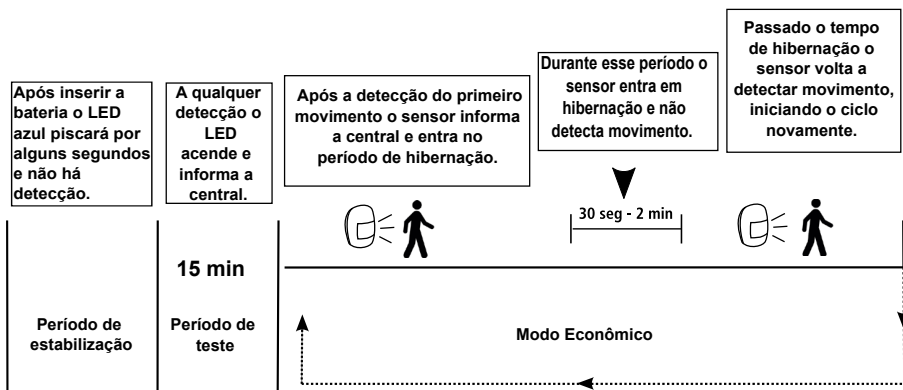 Após inserir a
bateria o LED
azul piscará por
alguns segundos
e não há
detecção.
A qualquer
detecção o
LED
acende e
informa a
central.
Após a detecção do primeiro
movimento o sensor informa
a central e entra no
período de hibernação.
Durante esse período o
sensor entra em
hibernação e não
detecta movimento.
Passado o tempo
de hibernação o
sensor volta a
detectar movimento,
iniciando o ciclo
novamente.
30 seg - 2 min
15 min
Período de
estabilização
Período de
teste
Modo Econômico